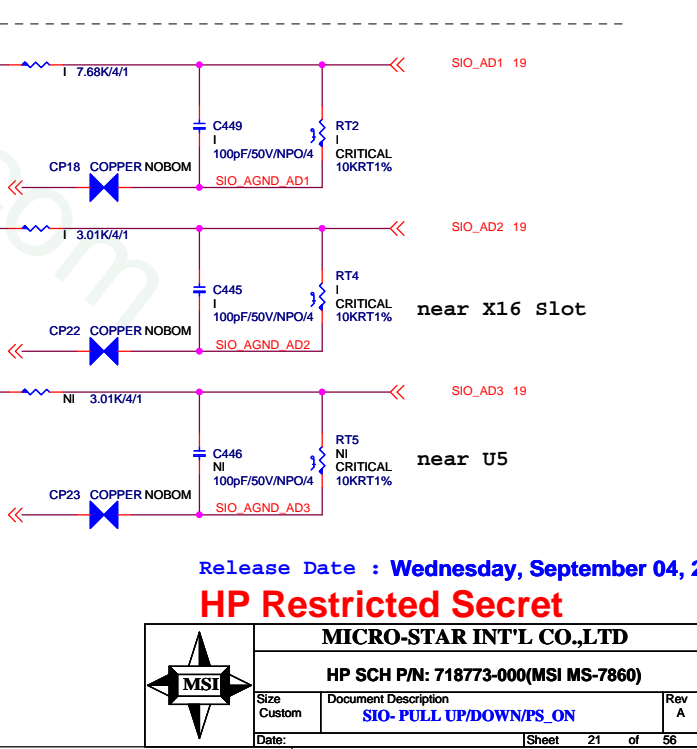 I 7.68K/4/1
SIO_AD1 19
C449
I
100pF/50V/NPO/4
RT2
I
CRITICAL
10KRT1%
CP18 COPPER NOBOM
SIO_AGND_AD1
I 3.01K/4/1
SIO_AD2 19
C445
I
100pF/50V/NPO/4
RT4
I
CRITICAL
10KRT1%
near X16 Slot
CP22 COPPER NOBOM
SIO_AGND_AD2
NI 3.01K/4/1
SIO_AD3 19
C446
NI
100pF/50V/NPO/4
RT5
NI
CRITICAL
10KRT1%
near U5
CP23 COPPER NOBOM
SIO_AGND_AD3
com
Release Date : Wednesday, September 04, 2
HP Restricted Secret
MSI
MICRO-STAR INT'L CO.,LTD
HP SCH P/N: 718773-000(MSI MS-7860)
Size
Custom
Document Description
SIO- PULL UP/DOWN/PS_ON
Rev
A
Date:
Sheet 21 of 56